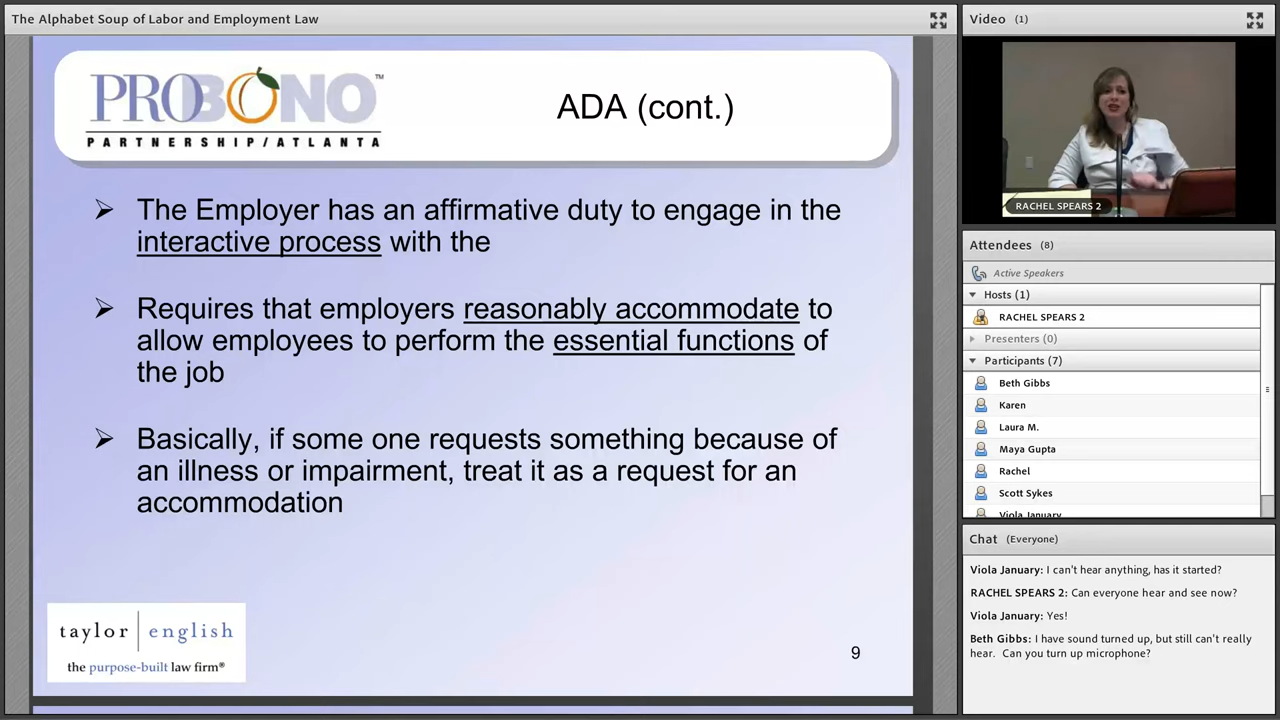 The Alphabet Soup of Labor and Employment Law
PROBONO™
PARTNERSHIP/ATLANTA
ADA (cont.)
The Employer has an affirmative duty to engage in the
interactive process with the
Requires that employers reasonably accommodate to
allow employees to perform the essential functions of
the job
Basically, if some one requests something because of
an illness or impairment, treat it as a request for an
accommodation
taylor | english
the purpose-built law firm®
9
Video (1)
RACHEL SPEARS 2
Attendees (8)
Active Speakers
Hosts (1)
RACHEL SPEARS 2
Presenters (0)
Participants (7)
Beth Gibbs
Karen
Laura M.
Maya Gupta
Rachel
Scott Sykes
Viola January
Chat (Everyone)
Viola January: I can't hear anything, has it started?
RACHEL SPEARS 2: Can everyone hear and see now?
Viola January: Yes!
Beth Gibbs: I have sound turned up, but still can't really
hear. Can you turn up microphone?